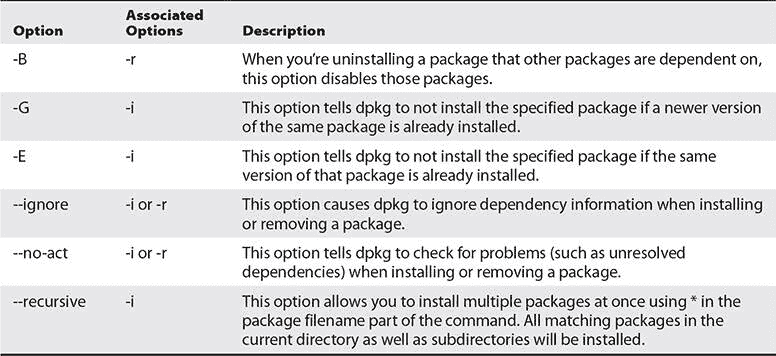 Option Associated Options Description
-B -r When you're uninstalling a package that other packages are dependent on,
this option disables those packages.
-G -i This option tells dpkg to not install the specified package if a newer version
of the same package is already installed.
-E -i This option tells dpkg to not install the specified package if the same
version of that package is already installed.
--ignore -i or -r This option causes dpkg to ignore dependency information when installing
or removing a package.
--no-act -i or -r This option tells dpkg to check for problems (such as unresolved
dependencies) when installing or removing a package.
--recursive -i This option allows you to install multiple packages at once using * in the
package filename part of the command. All matching packages in the
current directory as well as subdirectories will be installed.